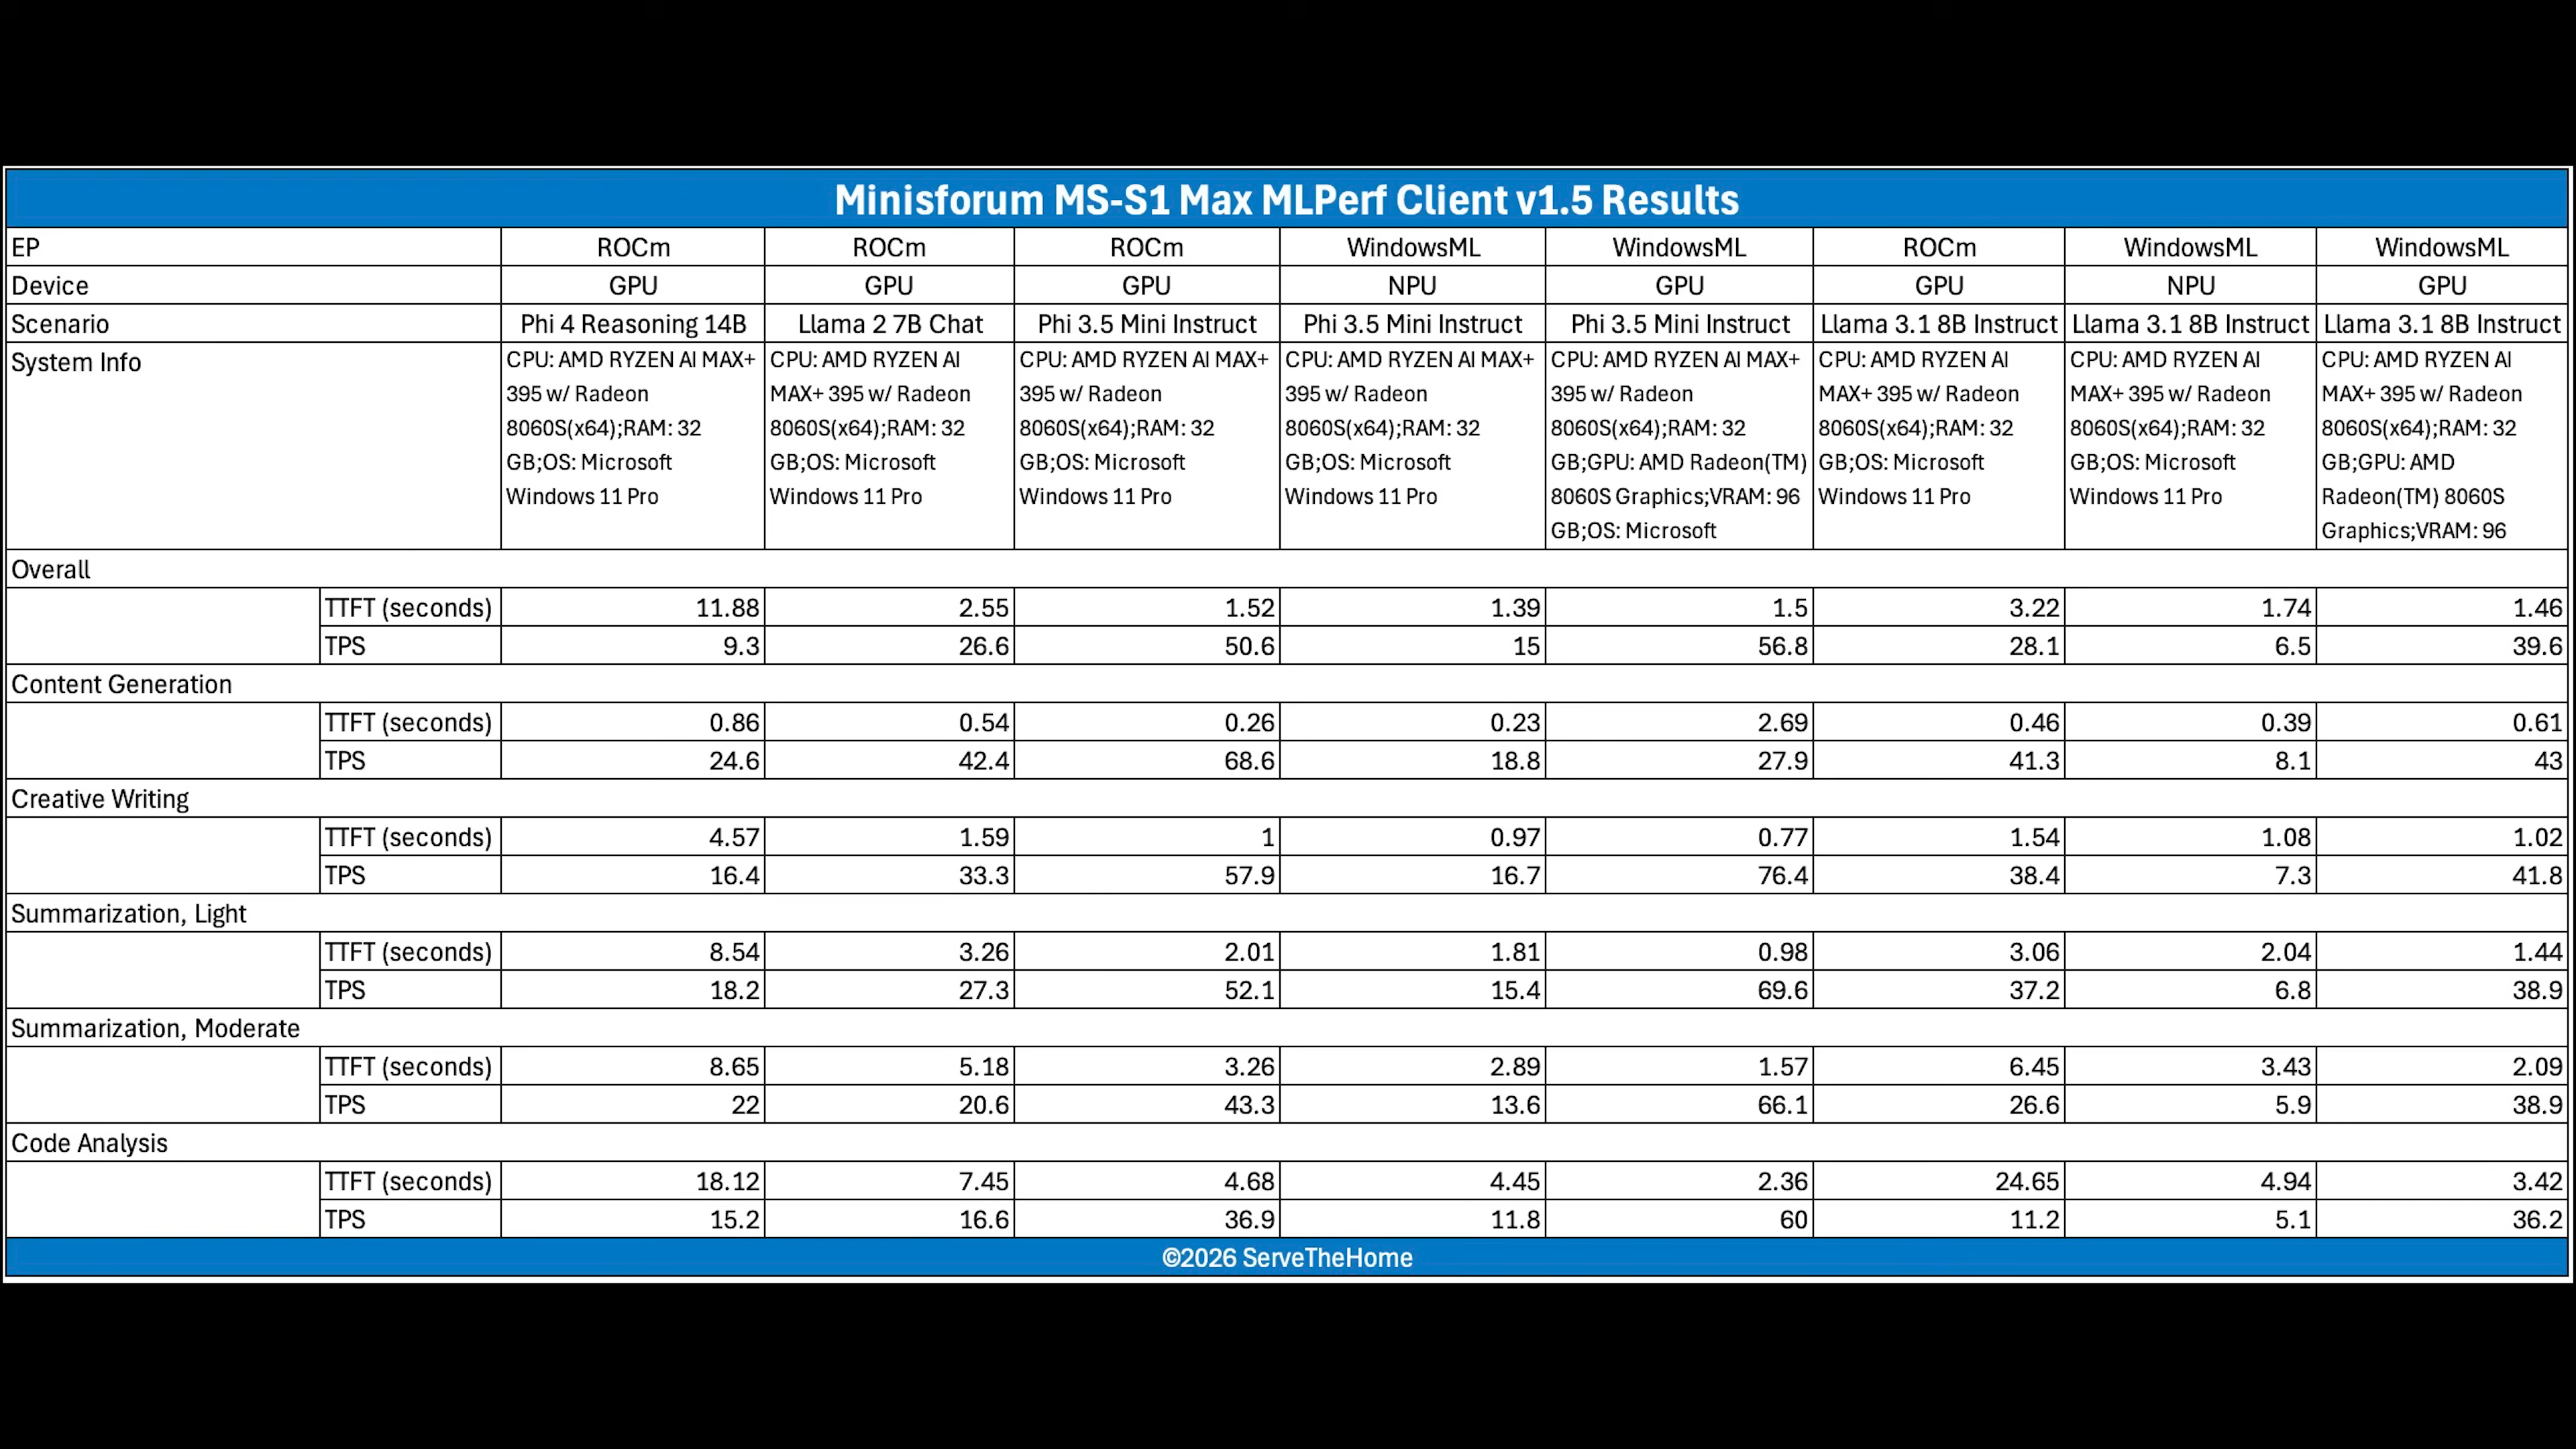 Minisforum MS-S1 Max MLPerf Client v1.5 Results
EP ROCm ROCm ROCm WindowsML WindowsML ROCm WindowsML WindowsML
Device GPU GPU GPU NPU GPU GPU NPU GPU
Scenario Phi 4 Reasoning 14B Llama 2 7B Chat Phi 3.5 Mini Instruct Phi 3.5 Mini Instruct Phi 3.5 Mini Instruct Llama 3.1 8B Instruct Llama 3.1 8B Instruct Llama 3.1 8B Instruct
System Info CPU: AMD RYZEN AI MAX+ CPU: AMD RYZEN AI CPU: AMD RYZEN AI MAX+ CPU: AMD RYZEN AI MAX+ CPU: AMD RYZEN AI MAX+ CPU: AMD RYZEN AI CPU: AMD RYZEN AI CPU: AMD RYZEN AI
395 w/ Radeon MAX+ 395 w/ Radeon 395 w/ Radeon 395 w/ Radeon 395 w/ Radeon MAX+ 395 w/ Radeon MAX+ 395 w/ Radeon MAX+ 395 w/ Radeon
8060S(x64);RAM: 32 8060S(x64);RAM: 32 8060S(x64);RAM: 32 8060S(x64);RAM: 32 8060S(x64);RAM: 32 8060S(x64);RAM: 32 8060S(x64);RAM: 32 8060S(x64);RAM: 32
GB;OS: Microsoft GB;OS: Microsoft GB;OS: Microsoft GB;OS: Microsoft GB;GPU: AMD Radeon(TM) GB;OS: Microsoft GB;OS: Microsoft GB;GPU: AMD
Windows 11 Pro Windows 11 Pro Windows 11 Pro Windows 11 Pro 8060S Graphics;VRAM: 96 Windows 11 Pro Windows 11 Pro Radeon(TM) 8060S
GB;OS: Microsoft Graphics;VRAM: 96
Overall
TTFT (seconds) 11.88 2.55 1.52 1.39 1.5 3.22 1.74 1.46
TPS 9.3 26.6 50.6 15 56.8 28.1 6.5 39.6
Content Generation
TTFT (seconds) 0.86 0.54 0.26 0.23 2.69 0.46 0.39 0.61
TPS 24.6 42.4 68.6 18.8 27.9 41.3 8.1 43
Creative Writing
TTFT (seconds) 4.57 1.59 1 0.97 0.77 1.54 1.08 1.02
TPS 16.4 33.3 57.9 16.7 76.4 38.4 7.3 41.8
Summarization, Light
TTFT (seconds) 8.54 3.26 2.01 1.81 0.98 3.06 2.04 1.44
TPS 18.2 27.3 52.1 15.4 69.6 37.2 6.8 38.9
Summarization, Moderate
TTFT (seconds) 8.65 5.18 3.26 2.89 1.57 6.45 3.43 2.09
TPS 22 20.6 43.3 13.6 66.1 26.6 5.9 38.9
Code Analysis
TTFT (seconds) 18.12 7.45 4.68 4.45 2.36 24.65 4.94 3.42
TPS 15.2 16.6 36.9 11.8 60 11.2 5.1 36.2
©2026 ServeTheHome